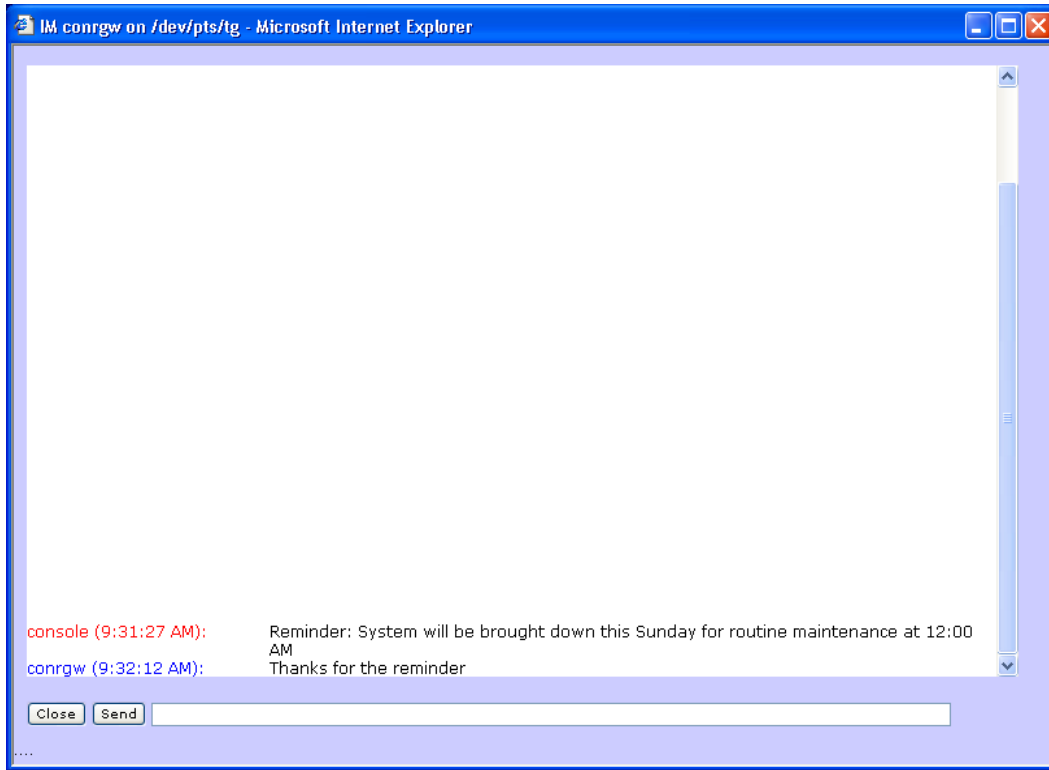 IM conrgw on /dev/pts/tg - Microsoft Internet Explorer
console (9:31:27 AM): Reminder: System will be brought down this Sunday for routine maintenance at 12:00
AM
conrgw (9:32:12 AM): Thanks for the reminder
Close Send
....